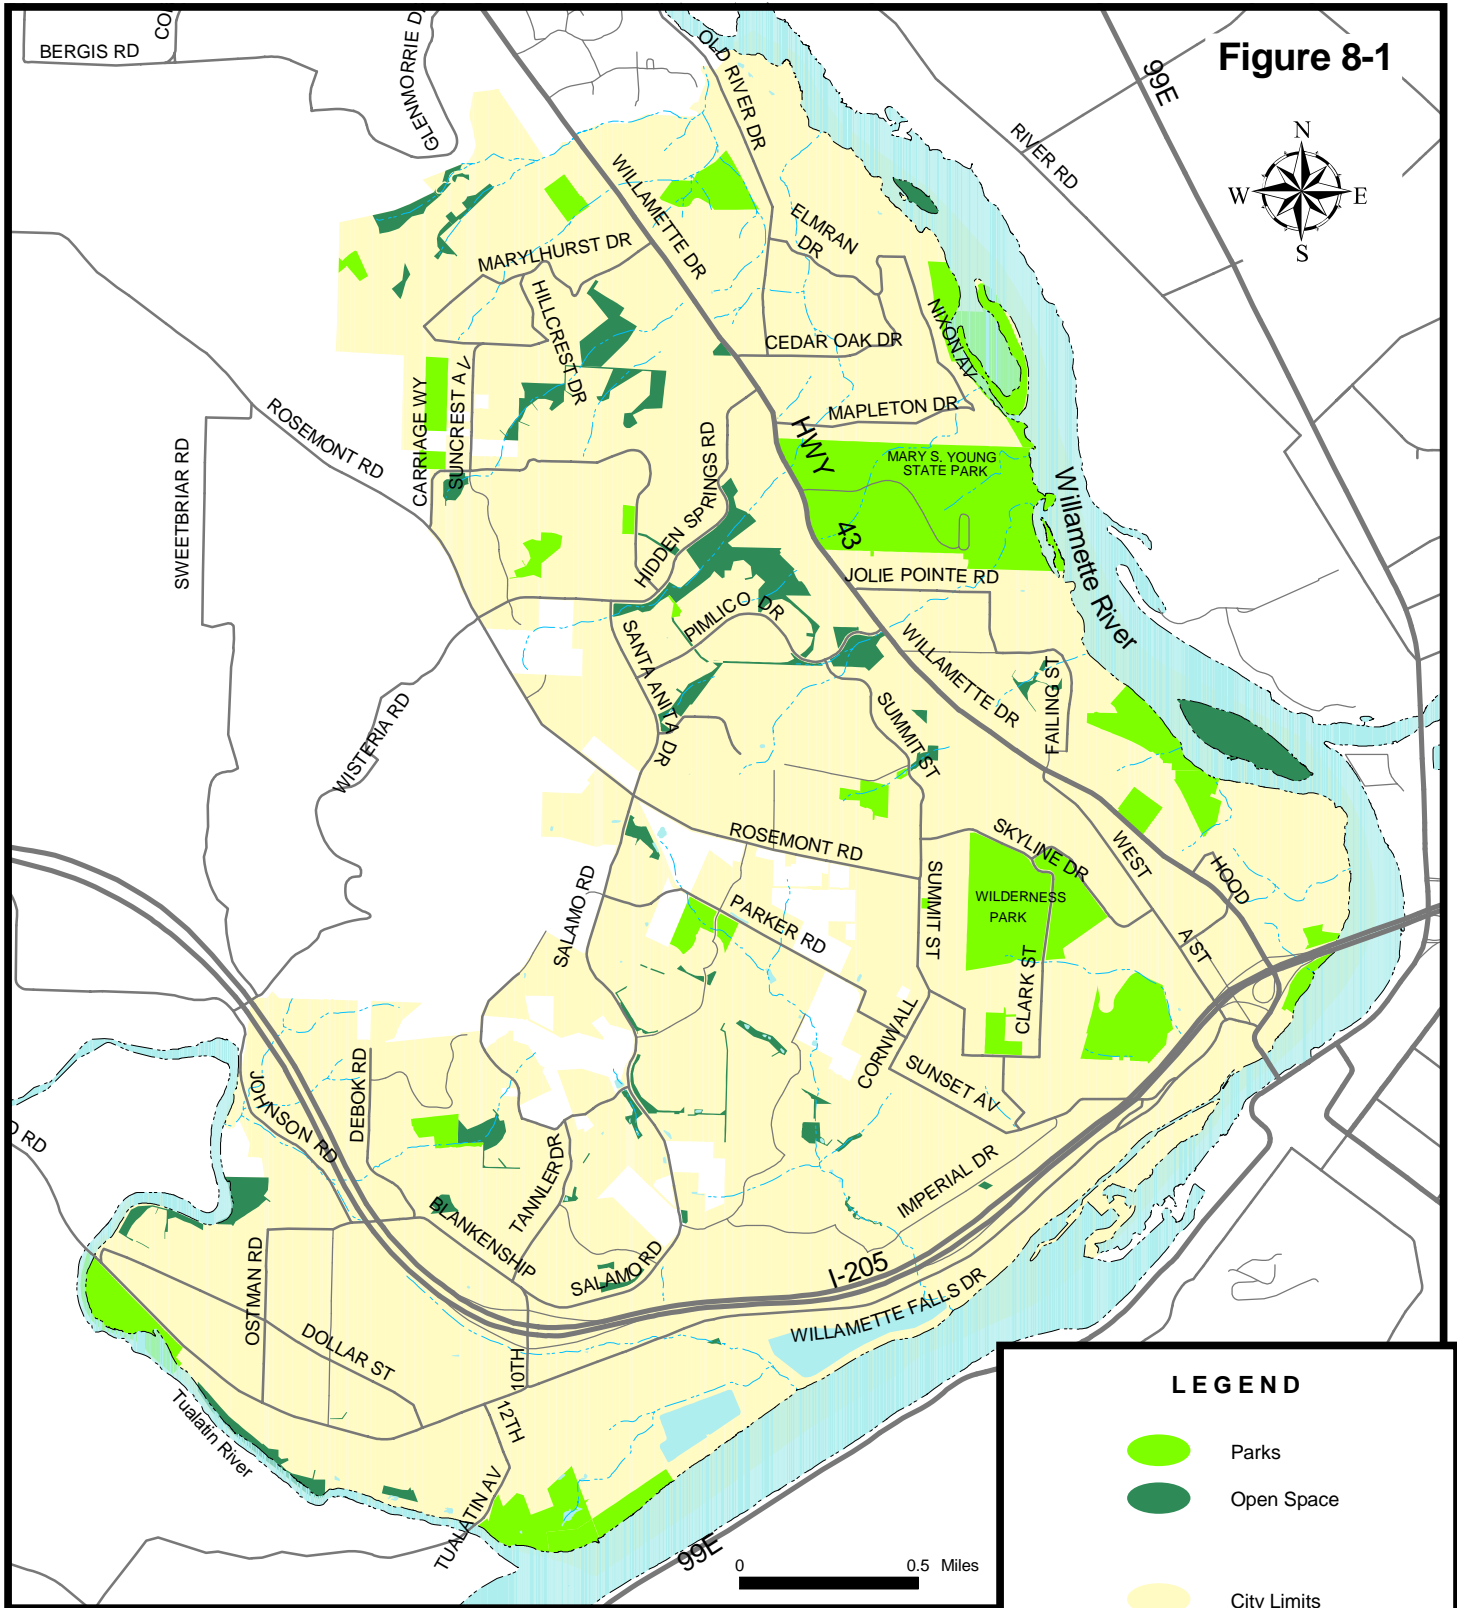 Figure 8-1
BERGIS RD
GLENMORRIE
OLD RIVER DR
99E
RIVER RD
N
W
E
S
WILLAMETTE DR
ELMRAN
DR
MARYLHURST DR
HILLCREST DR
NIXON AV
CEDAR OAK DR
CARRIAGE WY
SUNCREST AV
ROSEMONT RD
MAPLETON DR
HWY
43
SWEETBRIAR RD
HIDDEN SPRINGS RD
MARY S. YOUNG
STATE PARK
Willamette River
JOLIE POINTE RD
PIMLICO DR
SANTA ANITA DR
WILLAMETTE DR
FAILING ST
WISTERIA RD
SUMMIT ST
ROSEMONT RD
SKYLINE DR
WEST
HOOD
SALAMO RD
PARKER RD
SUMMIT ST
WILDERNESS
PARK
A ST
CLARK ST
CORNWALL
SUNSET AV
DEBOK RD
JOHNSON RD
RD
TANNLER DR
BLANKENSHIP
IMPERIAL DR
OSTMAN RD
SALAMO RD
I-205
WILLAMETTE FALLS DR
DOLLAR ST
10TH
12TH
Tualatin River
TUALATIN AV
99E
0 0.5 Miles
LEGEND
Parks
Open Space
City Limits